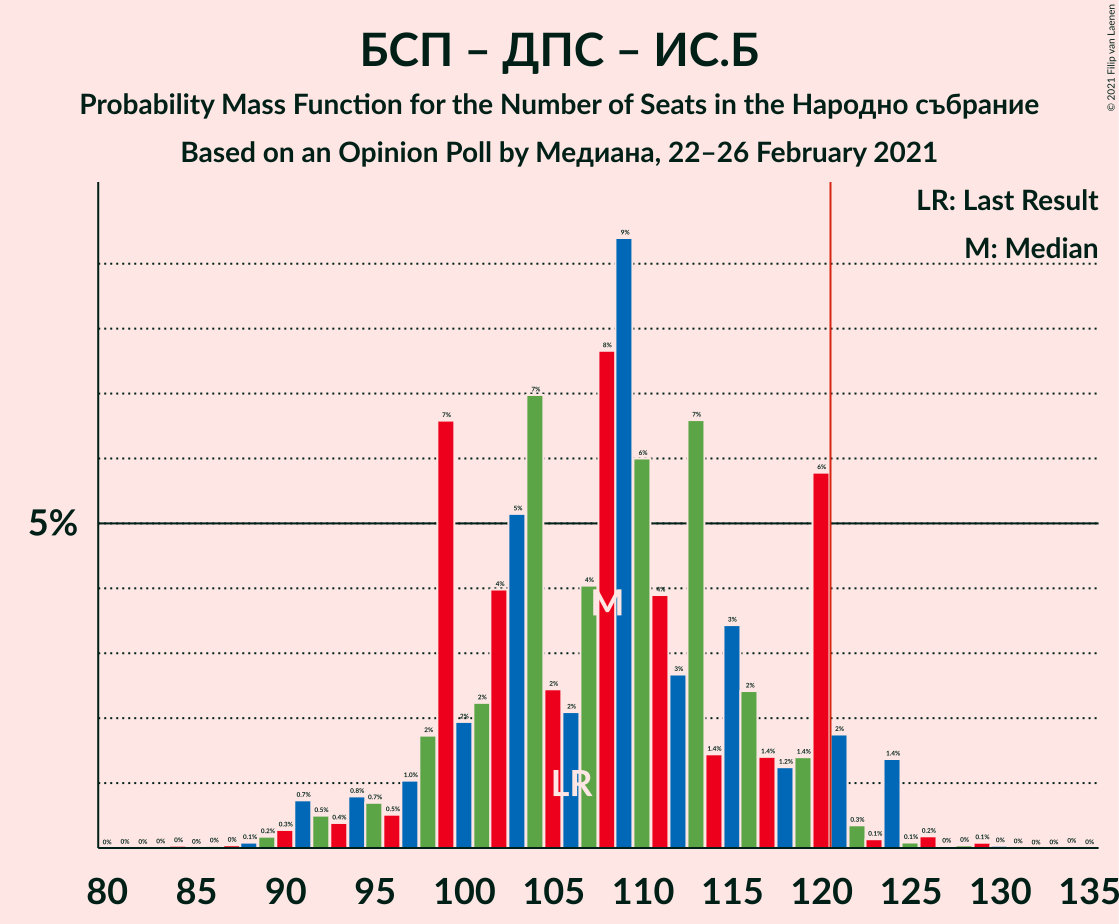 БСП – ДПС – ИС.Б
Probability Mass Function for the Number of Seats in the Народно събрание
Based on an Opinion Poll by Медиана, 22–26 February 2021
© 2021 Filip van Laenen
LR: Last Result
M: Median
5%
0% 0% 0% 0% 0% 0% 0% 0% 0.1% 0.2% 0.3% 0.7% 0.5% 0.4% 0.8% 0.7% 0.5% 1.0% 2% 7% 2% 2% 4% 5% 7% 2% 2% 4% 8% 9% 6% 4% 3% 7% 1.4% 3% 2% 1.4% 1.2% 1.4% 6% 2% 0.3% 0.1% 1.4% 0.1% 0.2% 0% 0% 0.1% 0% 0% 0% 0% 0% 0%
M
LR
80 85 90 95 100 105 110 115 120 125 130 135